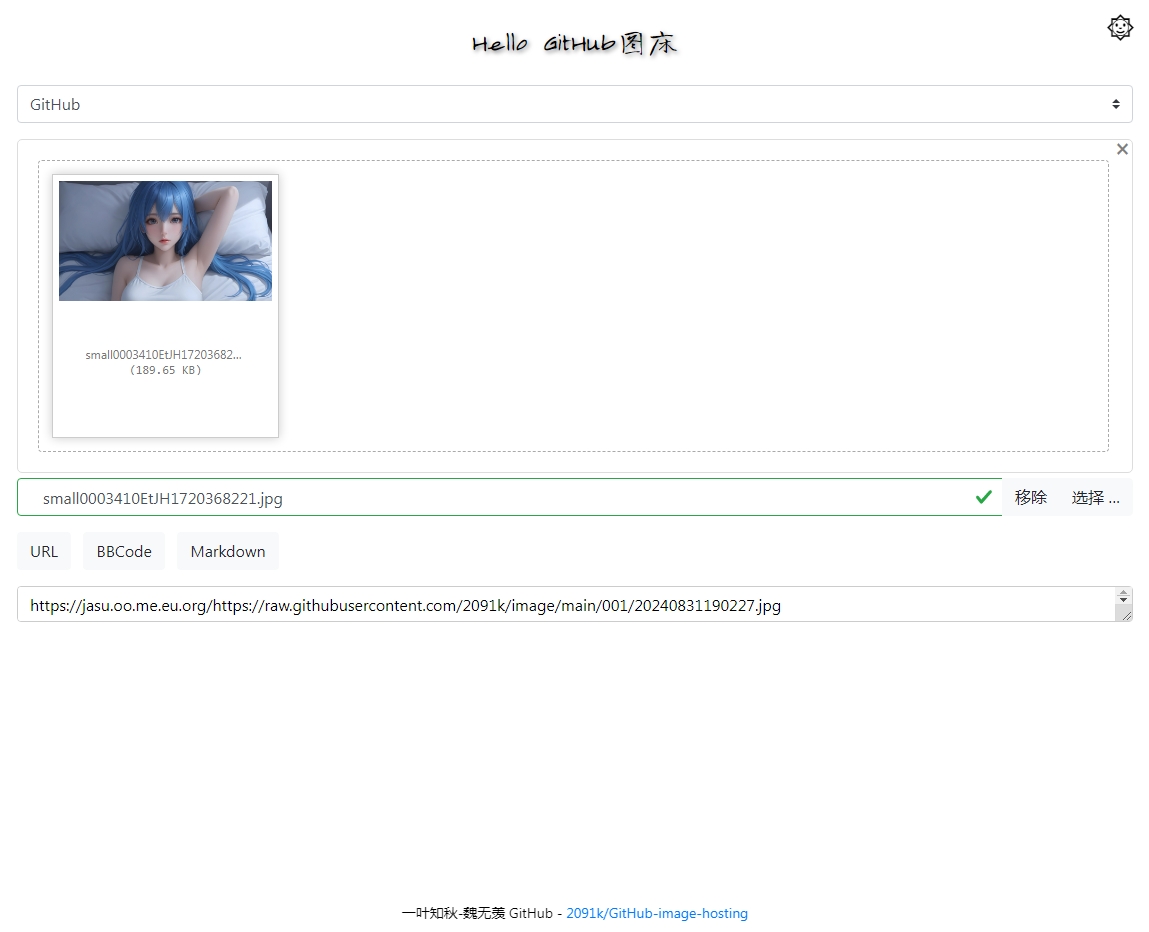 Hello GitHub图床
GitHub
small0003410EtJH17203682...
(189.65 KB)
small0003410EtJH1720368221.jpg
移除 选择 ...
URL BBCode Markdown
https://jasu.oo.me.eu.org/https://raw.githubusercontent.com/2091k/image/main/001/20240831190227.jpg
一叶知秋-魏无羡 GitHub - 2091k/GitHub-image-hosting